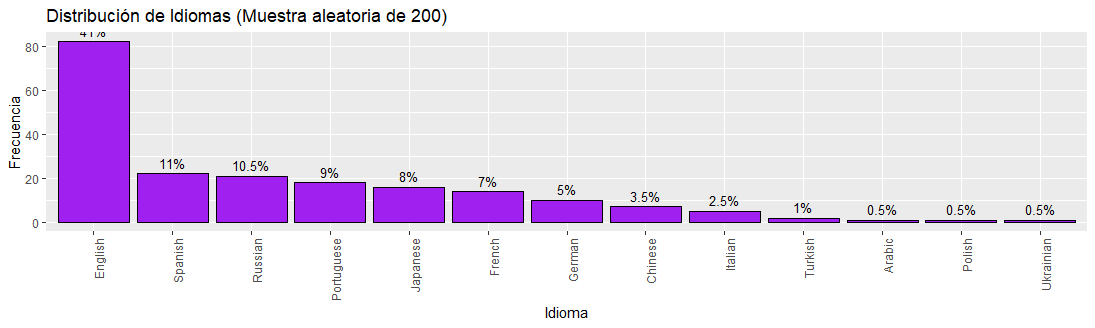 Distribución de Idiomas (Muestra aleatoria de 200)
41%
80
60
40
20
0
Frecuencia
11%
10.5%
9%
8%
7%
5%
3.5%
2.5%
1%
0.5%
0.5%
0.5%
English
Spanish
Russian
Portuguese
Japanese
French
German
Chinese
Italian
Turkish
Arabic
Polish
Ukrainian
Idioma